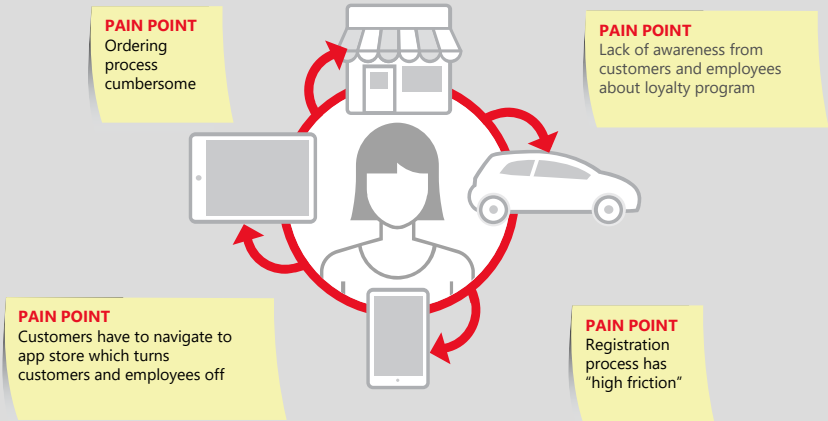 PAIN POINT
Ordering
process
cumbersome
PAIN POINT
Lack of awareness from
customers and employees
about loyalty program
PAIN POINT
Customers have to navigate to
app store which turns
customers and employees off
PAIN POINT
Registration
process has
“high friction”